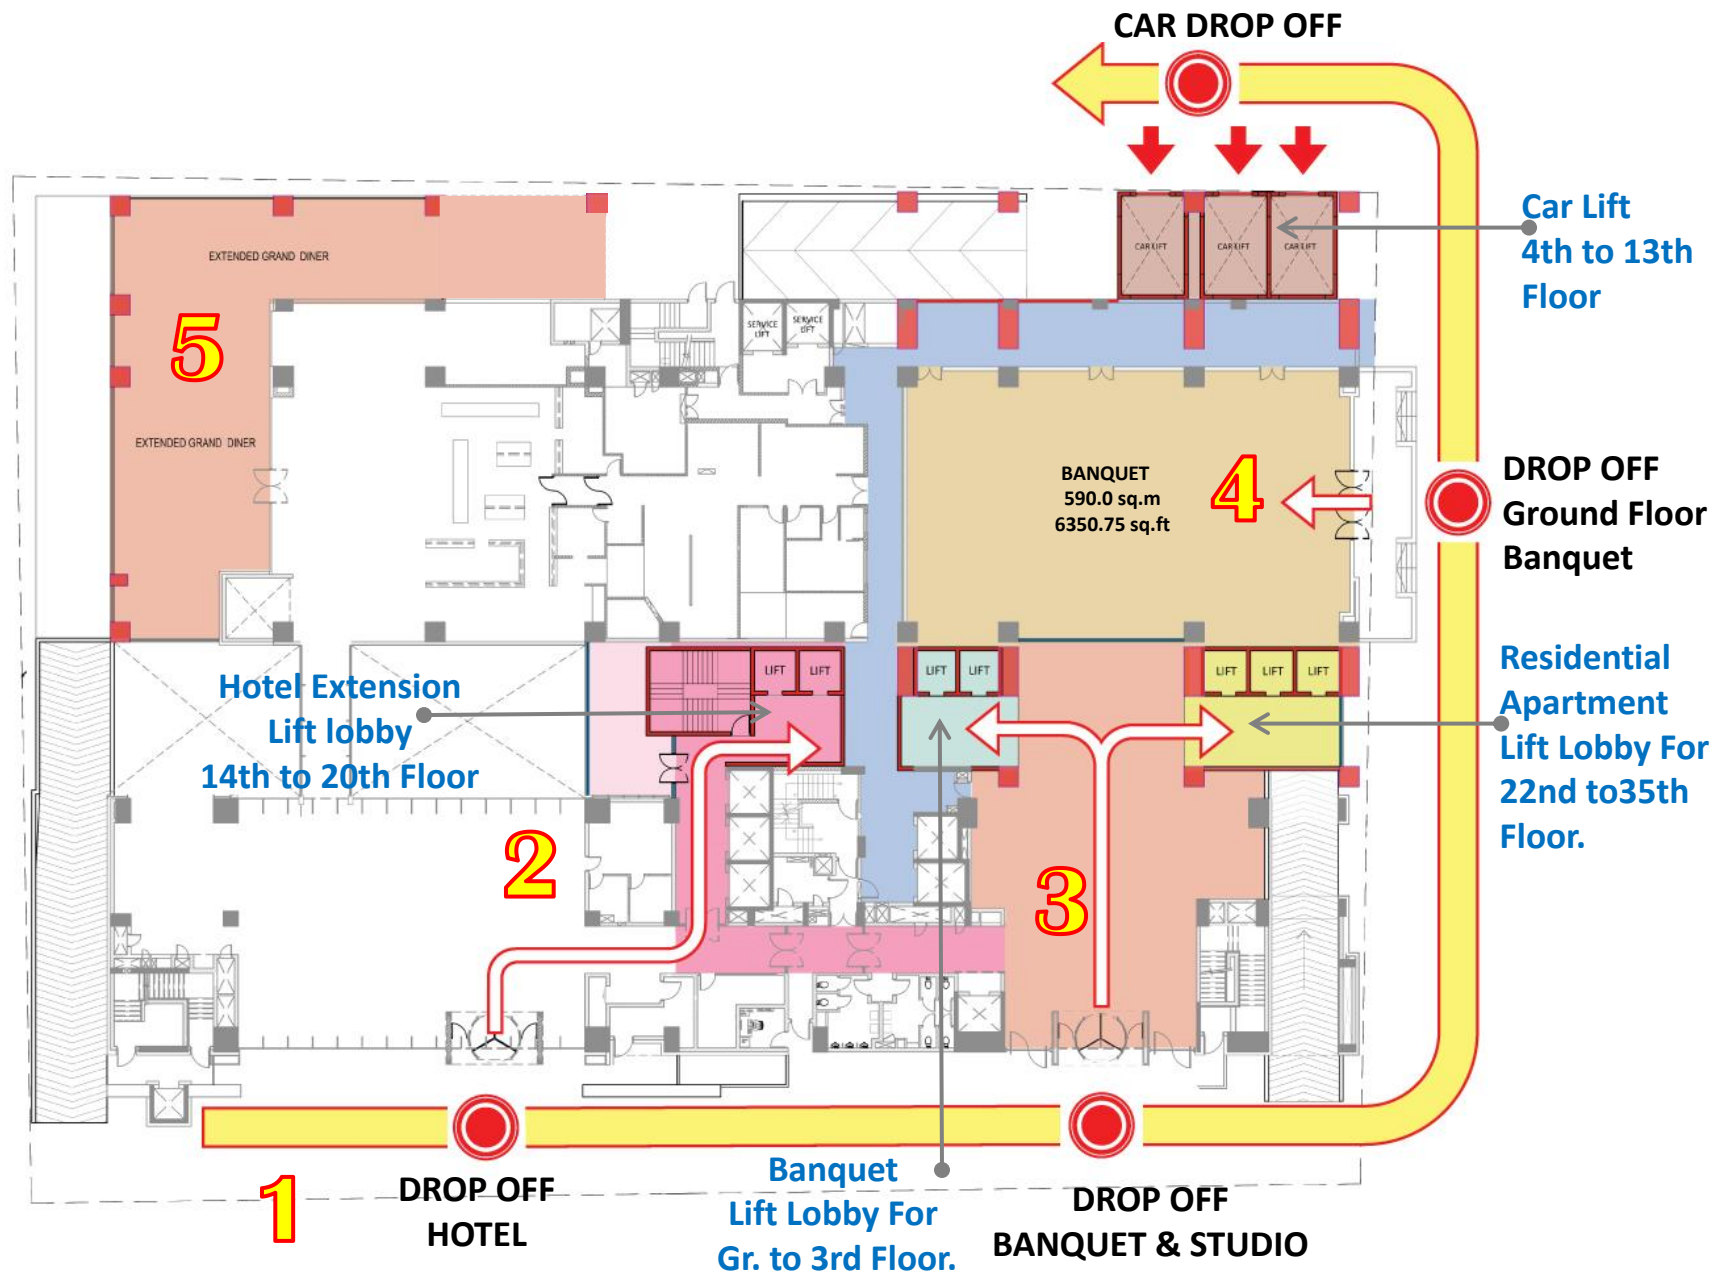 CAR DROP OFF
Car Lift
4th to 13th
Floor
CAR LIFT
CAR LIFT
CAR LIFT
EXTENDED GRAND DINER
5
EXTENDED GRAND DINER
SERVICE
LIFT
SERVICE
LIFT
BANQUET
590.0 sq.m
6350.75 sq.ft
4
DROP OFF
Ground Floor
Banquet
LIFT
LIFT
LIFT
LIFT
LIFT
LIFT
LIFT
Hotel Extension
Lift lobby
14th to 20th Floor
Residential
Apartment
Lift Lobby For
22nd to35th
Floor.
2
3
1
DROP OFF
HOTEL
Banquet
Lift Lobby For
Gr. to 3rd Floor.
DROP OFF
BANQUET & STUDIO